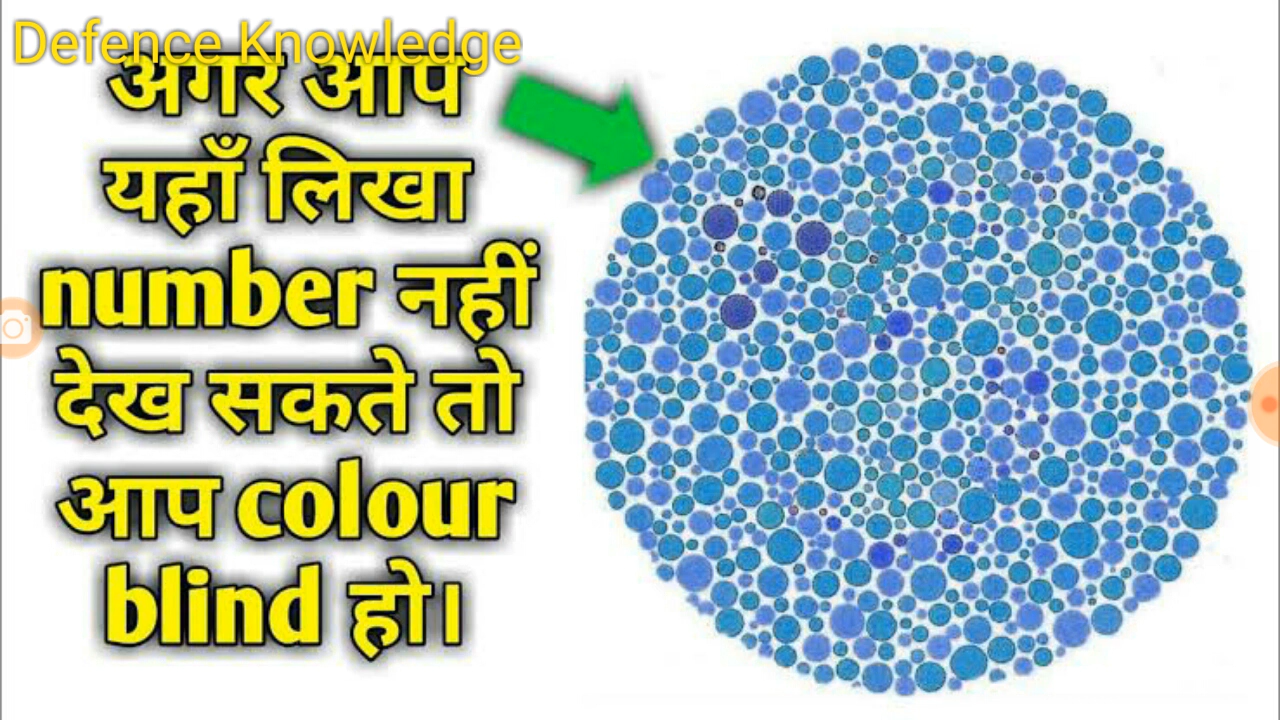 Defence Knowledge
अगर आप
यहाँ लिखा
number नहीं
देख सकते तो
आप colour
blind हो।